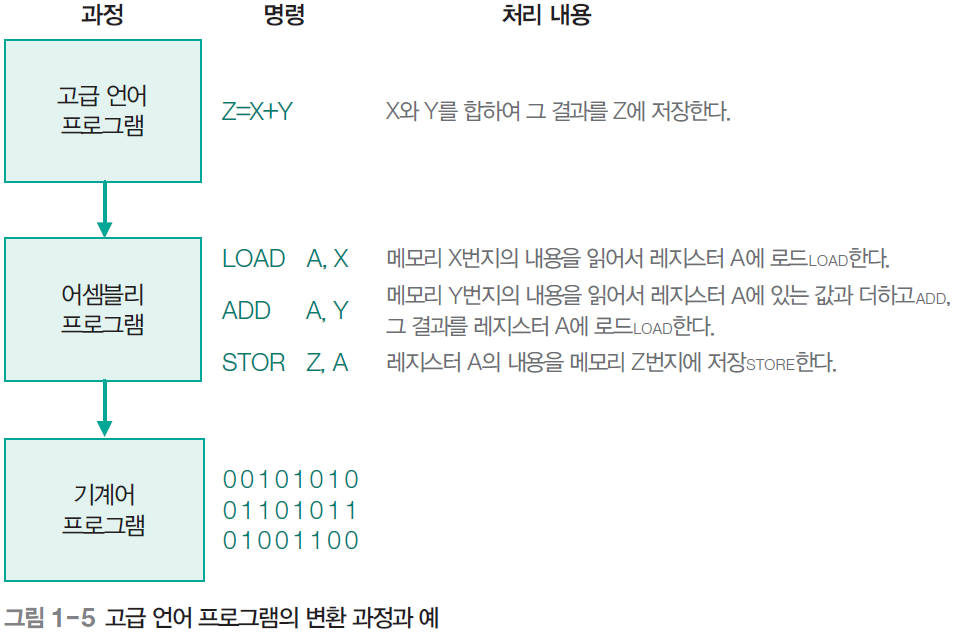 과정 명령 처리 내용
고급 언어
프로그램
Z=X+Y X와 Y를 합하여 그 결과를 Z에 저장한다.
어셈블리
프로그램
LOAD A, X 메모리 X번지의 내용을 읽어서 레지스터 A에 로드LOAD한다.
ADD A, Y 메모리 Y번지의 내용을 읽어서 레지스터 A에 있는 값과 더하고ADD,
그 결과를 레지스터 A에 로드LOAD한다.
STOR Z, A 레지스터 A의 내용을 메모리 Z번지에 저장STORE한다.
기계어
프로그램
00101010
01101011
01001100
그림 1-5 고급 언어 프로그램의 변환 과정과 예